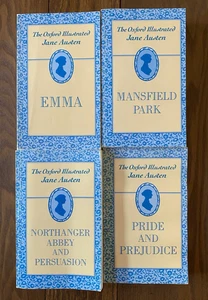 The Oxford Illustrated
Jane Austen
EMMA
The Oxford Illustrated
Jane Austen
MANSFIELD
PARK
The Oxford Illustrated
Jane Austen
NORTHANGER
ABBEY
AND
PERSUASION
The Oxford Illustrated
Jane Austen
PRIDE
AND
PREJUDICE